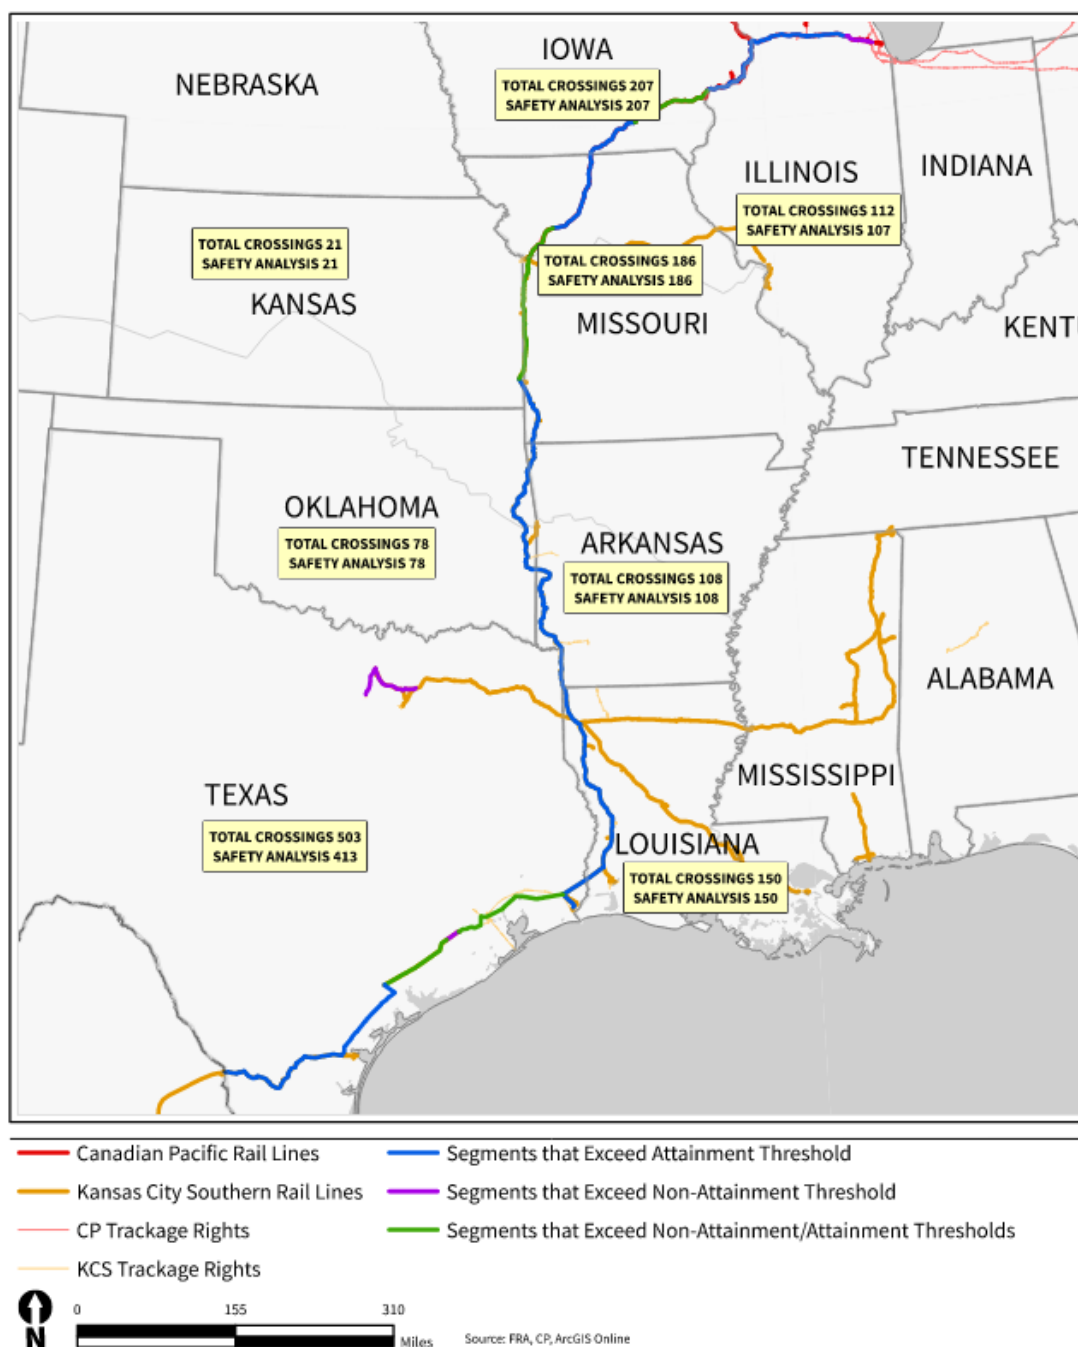 IOWA
NEBRASKA
TOTAL CROSSINGS 207
SAFETY ANALYSIS 207
ILLINOIS
INDIANA
TOTAL CROSSINGS 112
SAFETY ANALYSIS 107
TOTAL CROSSINGS 21
SAFETY ANALYSIS 21
KANSAS
TOTAL CROSSINGS 186
SAFETY ANALYSIS 186
MISSOURI
KENTU
TENNESSEE
OKLAHOMA
TOTAL CROSSINGS 78
SAFETY ANALYSIS 78
ARKANSAS
TOTAL CROSSINGS 108
SAFETY ANALYSIS 108
ALABAMA
MISSISSIPPI
TEXAS
TOTAL CROSSINGS 503
SAFETY ANALYSIS 413
LOUISIANA
TOTAL CROSSINGS 150
SAFETY ANALYSIS 150
Canadian Pacific Rail Lines
Kansas City Southern Rail Lines
CP Trackage Rights
KCS Trackage Rights
Segments that Exceed Attainment Threshold
Segments that Exceed Non-Attainment Threshold
Segments that Exceed Non-Attainment/Attainment Thresholds
N
0 155 310
Miles
Source: FRA, CP, ArcGIS Online